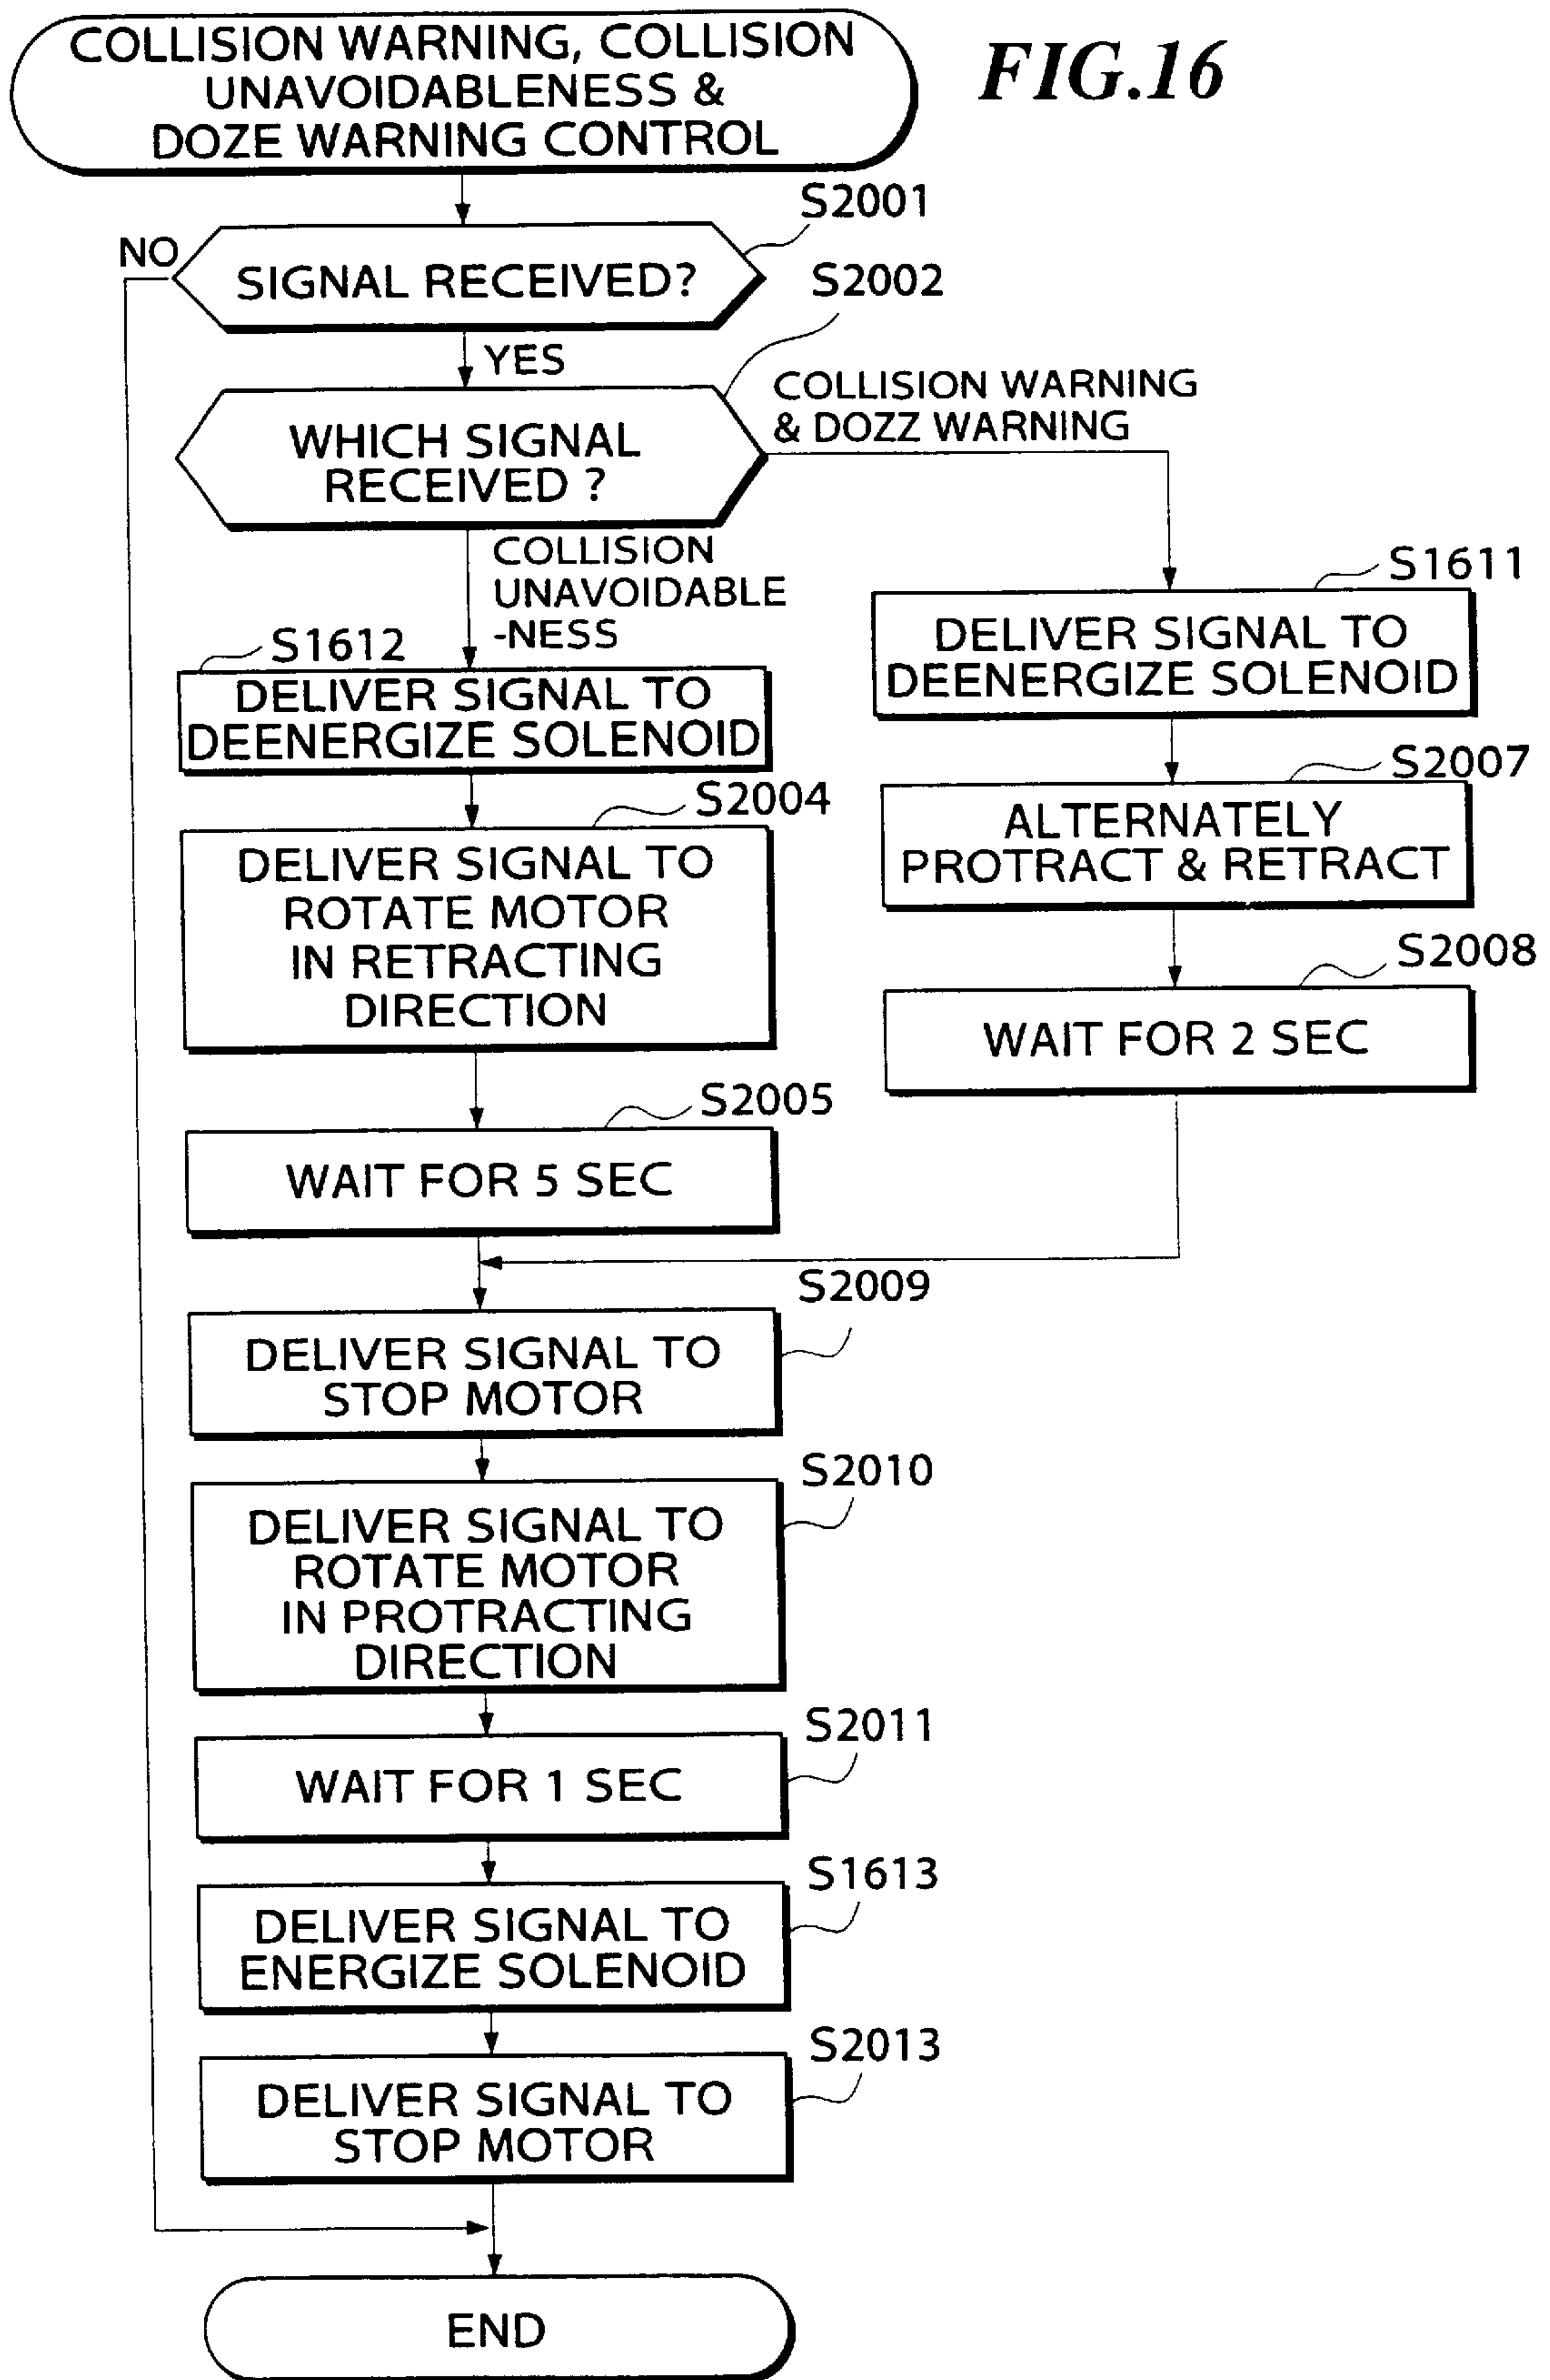 COLLISION WARNING, COLLISION
UNAVOIDABLENESS &
DOZE WARNING CONTROL
FIG.16
S2001
NO
SIGNAL RECEIVED?
S2002
YES
COLLISION WARNING
& DOZZ WARNING
WHICH SIGNAL
RECEIVED ?
COLLISION
UNAVOIDABLE
-NESS
S1611
DELIVER SIGNAL TO
DEENERGIZE SOLENOID
S1612
DELIVER SIGNAL TO
DEENERGIZE SOLENOID
S2007
ALTERNATELY
PROTRACT & RETRACT
S2004
DELIVER SIGNAL TO
ROTATE MOTOR
IN RETRACTING
DIRECTION
S2008
WAIT FOR 2 SEC
S2005
WAIT FOR 5 SEC
S2009
DELIVER SIGNAL TO
STOP MOTOR
S2010
DELIVER SIGNAL TO
ROTATE MOTOR
IN PROTRACTING
DIRECTION
S2011
WAIT FOR 1 SEC
S1613
DELIVER SIGNAL TO
ENERGIZE SOLENOID
S2013
DELIVER SIGNAL TO
STOP MOTOR
END